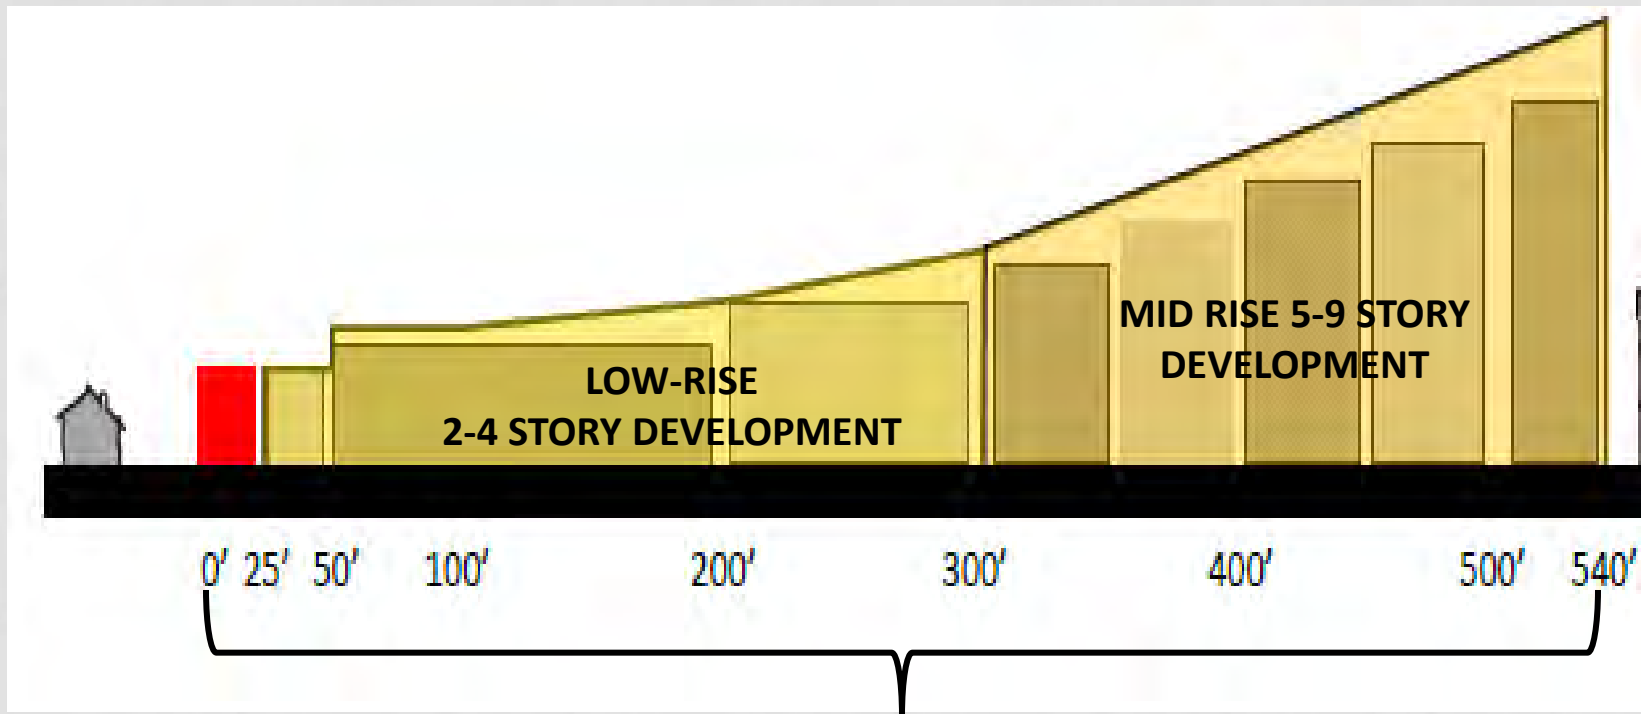 LOW-RISE
2-4 STORY DEVELOPMENT
MID RISE 5-9 STORY
DEVELOPMENT
0' 25' 50' 100' 200' 300' 400' 500' 540'